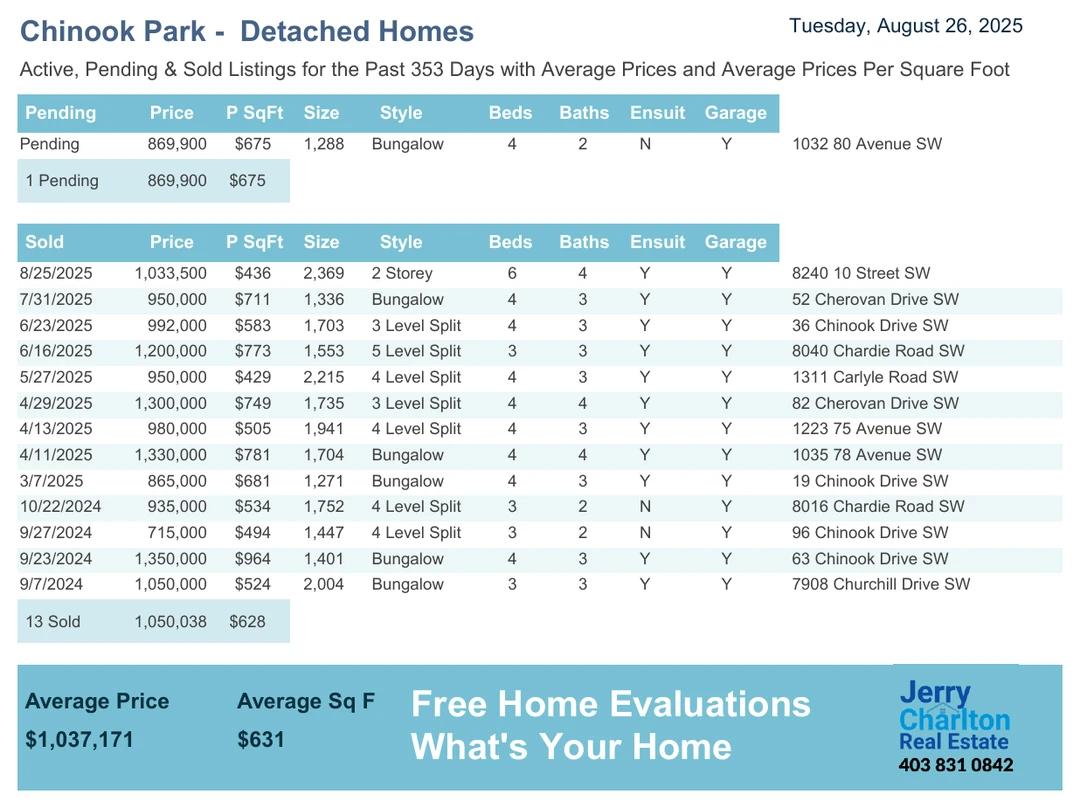 Chinook Park - Detached Homes
Tuesday, August 26, 2025
Active, Pending & Sold Listings for the Past 353 Days with Average Prices and Average Prices Per Square Foot
Pending Price P SqFt Size Style Beds Baths Ensuit Garage
Pending 869,900 $675 1,288 Bungalow 4 2 N Y 1032 80 Avenue SW
1 Pending 869,900 $675
Sold Price P SqFt Size Style Beds Baths Ensuit Garage
8/25/2025 1,033,500 $436 2,369 2 Storey 6 4 Y Y 8240 10 Street SW
7/31/2025 950,000 $711 1,336 Bungalow 4 3 Y Y 52 Cherovan Drive SW
6/23/2025 992,000 $583 1,703 3 Level Split 4 3 Y Y 36 Chinook Drive SW
6/16/2025 1,200,000 $773 1,553 5 Level Split 3 3 Y Y 8040 Chardie Road SW
5/27/2025 950,000 $429 2,215 4 Level Split 4 3 Y Y 1311 Carlyle Road SW
4/29/2025 1,300,000 $749 1,735 3 Level Split 4 4 Y Y 82 Cherovan Drive SW
4/13/2025 980,000 $505 1,941 4 Level Split 4 3 Y Y 1223 75 Avenue SW
4/11/2025 1,330,000 $781 1,704 Bungalow 4 4 Y Y 1035 78 Avenue SW
3/7/2025 865,000 $681 1,271 Bungalow 4 3 Y Y 19 Chinook Drive SW
10/22/2024 935,000 $534 1,752 4 Level Split 3 2 N Y 8016 Chardie Road SW
9/27/2024 715,000 $494 1,447 4 Level Split 3 2 N Y 96 Chinook Drive SW
9/23/2024 1,350,000 $964 1,401 Bungalow 4 3 Y Y 63 Chinook Drive SW
9/7/2024 1,050,000 $524 2,004 Bungalow 3 3 Y Y 7908 Churchill Drive SW
13 Sold 1,050,038 $628
Average Price Average Sq F
$1,037,171 $631
Free Home Evaluations
What's Your Home
Jerry
Charlton
Real Estate
403 831 0842